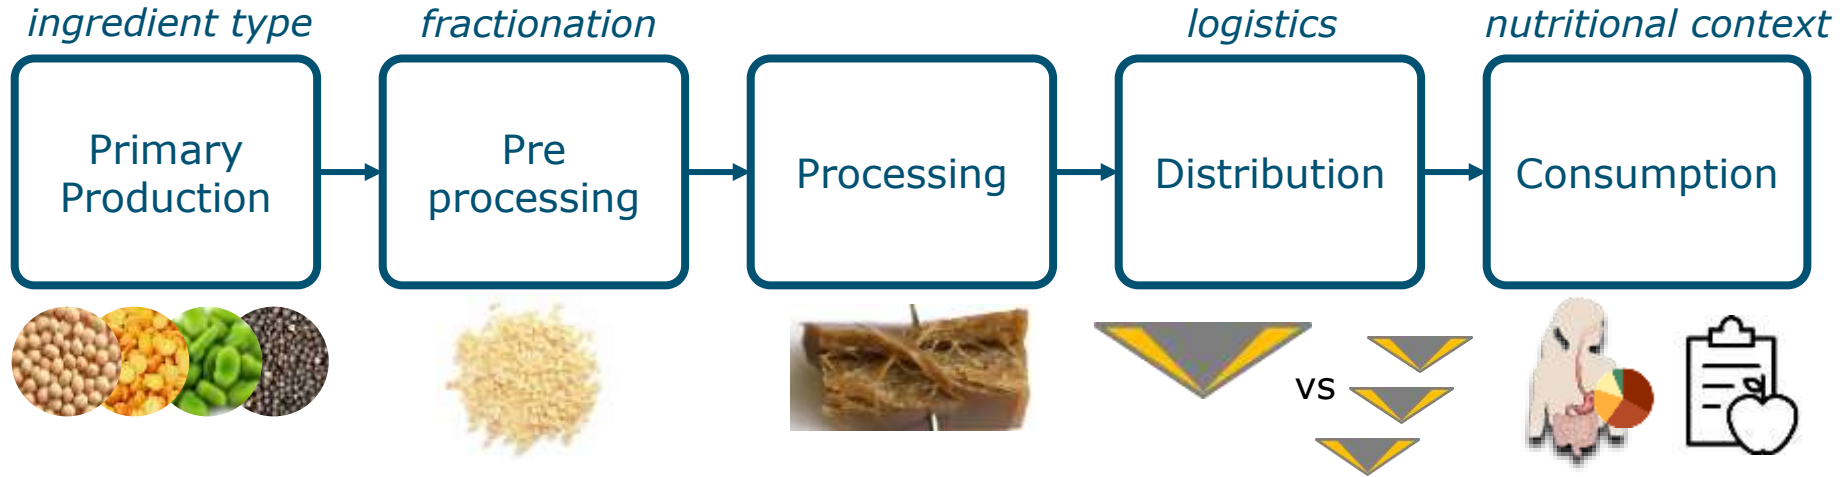 ingredient type
fractionation
logistics
nutritional context
Primary
Production
Pre
processing
Processing
Distribution
Consumption
vs